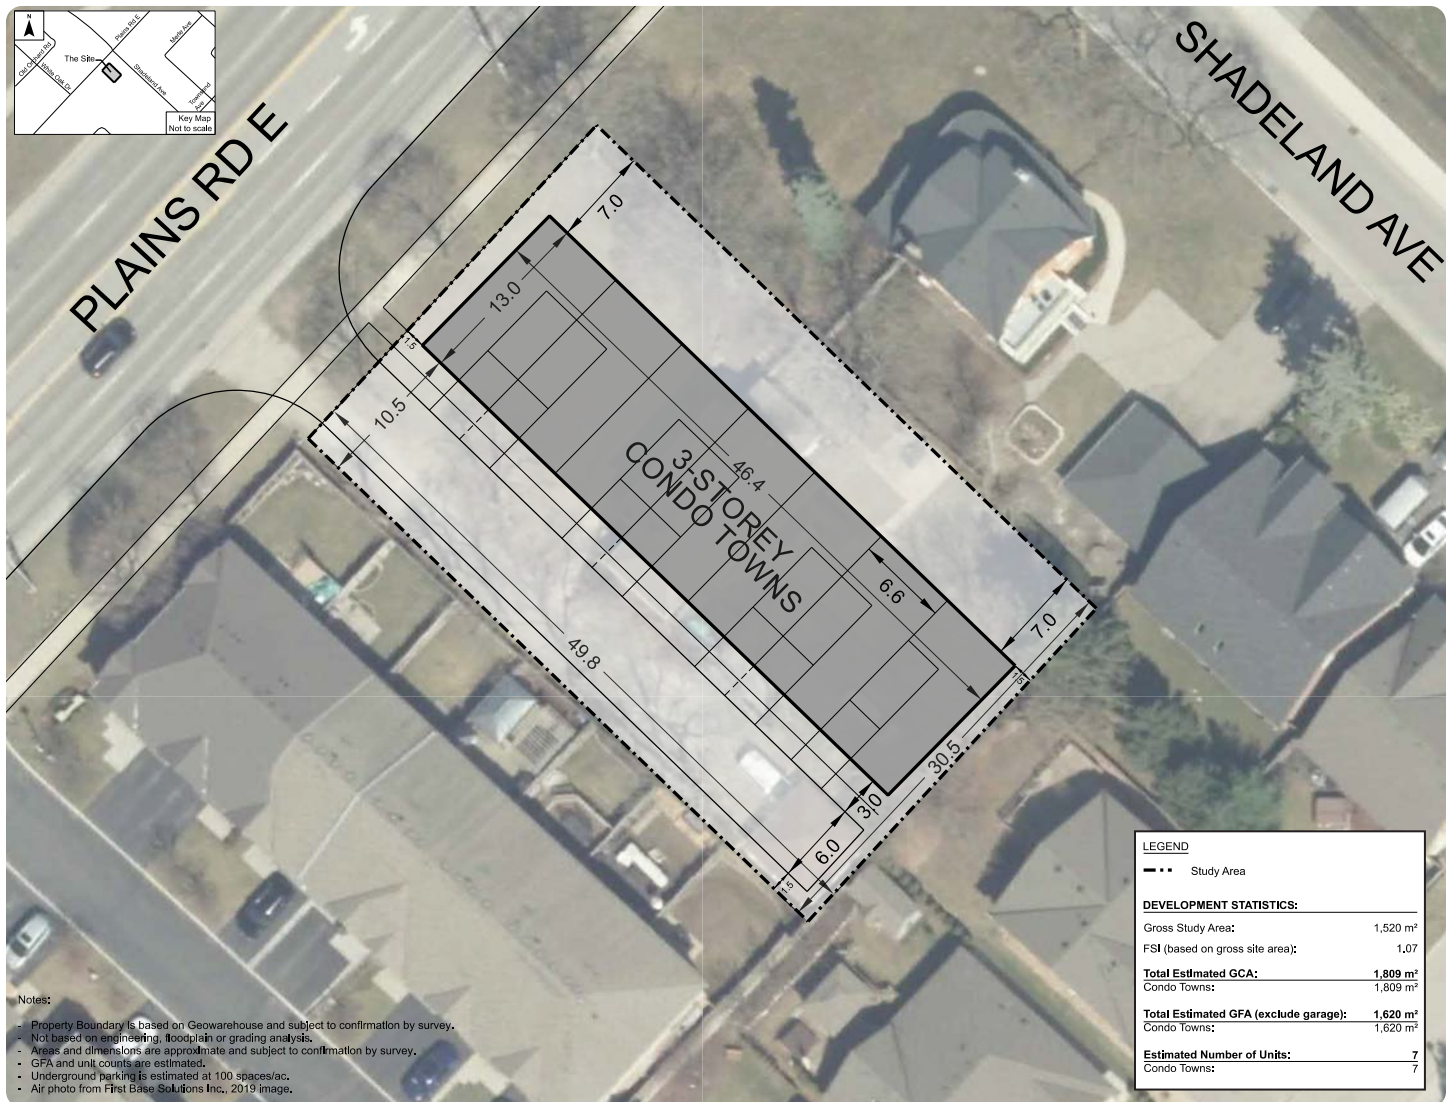 N
Plains Rd E
Merle Ave
Old Orchard Rd
The Site
White Oak Dr
Shadeland Ave
Townsend
Ave
Key Map
Not to scale
PLAINS RD E
SHADELAND AVE
7.0
13.0
1.5
10.5
46.4
3-STOREY
CONDO TOWNS
6.6
7.0
1.5
49.8
30.5
3.0
6.0
1.5
LEGEND
Study Area
DEVELOPMENT STATISTICS:
Gross Study Area: 1,520 m²
FSI (based on gross site area): 1.07
Total Estimated GCA: 1,809 m²
Condo Towns: 1,809 m²
Total Estimated GFA (exclude garage): 1,620 m²
Condo Towns: 1,620 m²
Estimated Number of Units: 7
Condo Towns: 7
Notes:
- Property Boundary is based on Geowarehouse and subject to confirmation by survey.
- Not based on engineering, floodplain or grading analysis.
- Areas and dimensions are approximate and subject to confirmation by survey.
- GFA and unit counts are estimated.
- Underground parking is estimated at 100 spaces/ac.
- Air photo from First Base Solutions Inc., 2019 image.